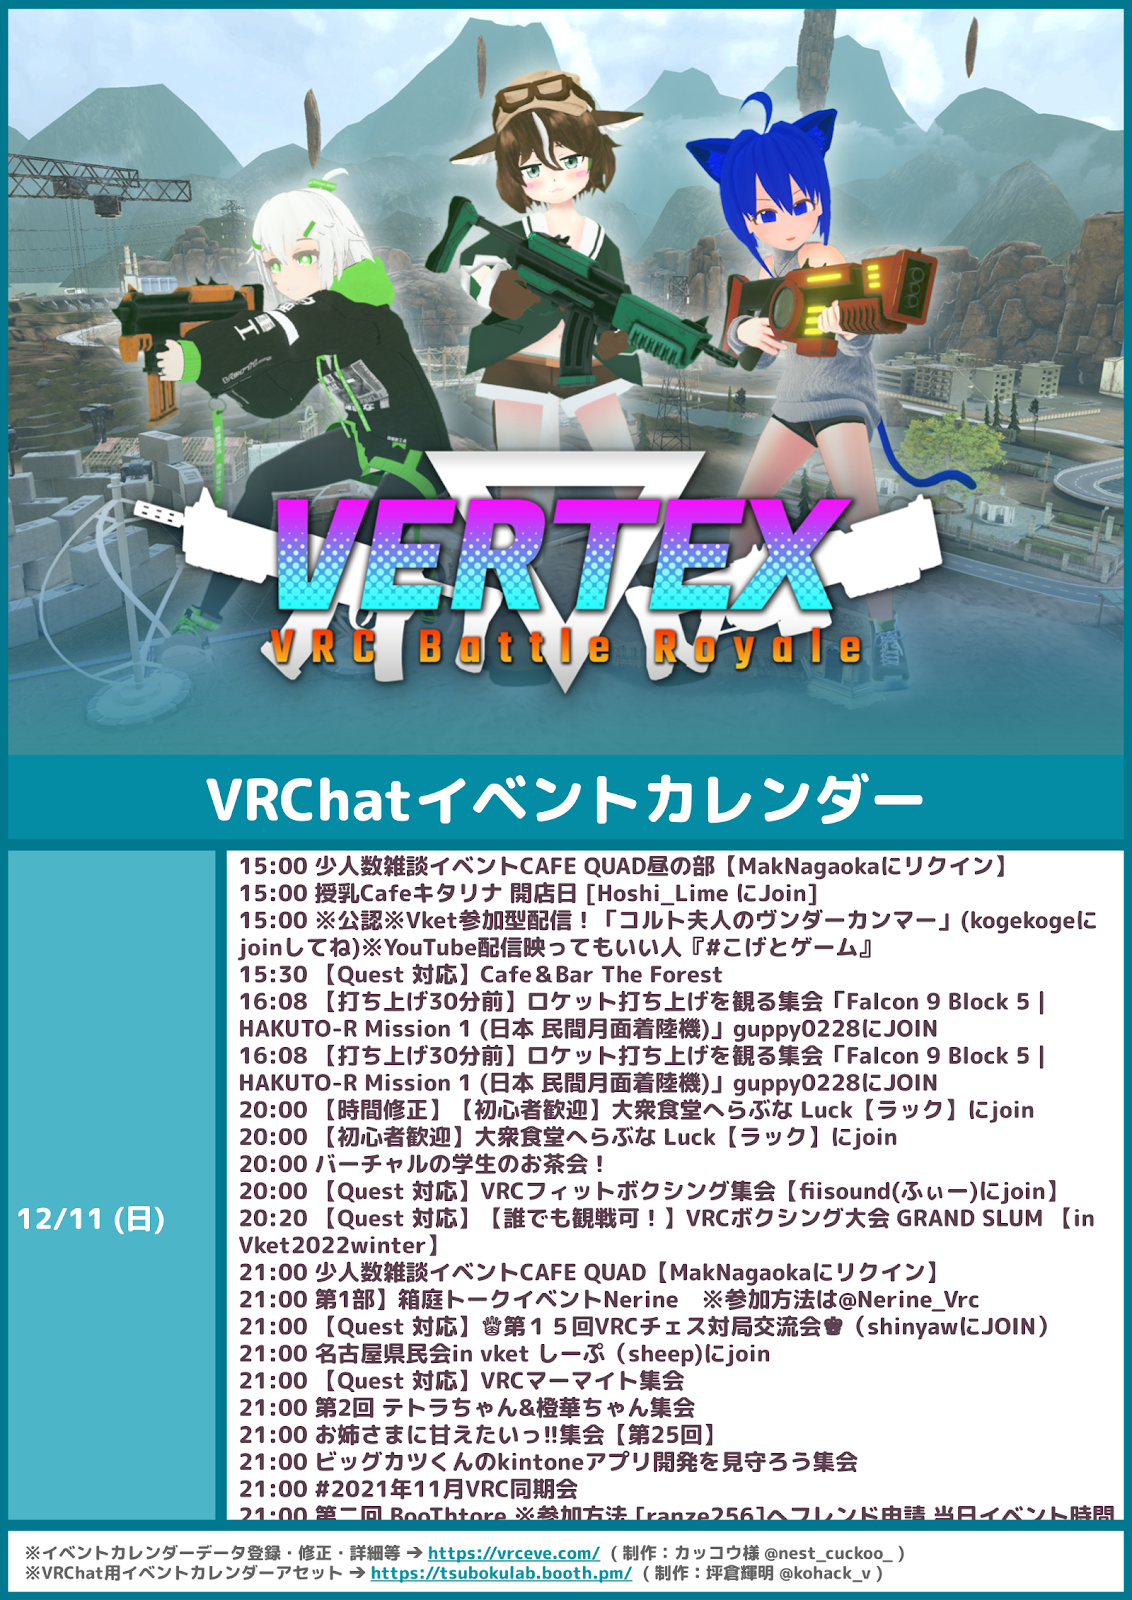 VERTEX
VRC Battle Royale
VRChatイベントカレンダー
12/11 (日)
15:00 少人数雑談イベントCAFE QUAD昼の部【MakNagaokaにリクイン】
15:00 授乳Cafeキタリナ 開店日 [Hoshi_Lime にJoin]
15:00 ※公認※Vket参加型配信！「コルト夫人のヴンダーカンマー」(kogekogeに
joinしてね)※YouTube配信映ってもいい人『#こげとゲーム』
15:30 【Quest 対応】Cafe＆Bar The Forest
16:08 【打ち上げ30分前】ロケット打ち上げを観る集会「Falcon 9 Block 5 |
HAKUTO-R Mission 1 (日本 民間月面着陸機)」guppy0228にJOIN
16:08 【打ち上げ30分前】ロケット打ち上げを観る集会「Falcon 9 Block 5 |
HAKUTO-R Mission 1 (日本 民間月面着陸機)」guppy0228にJOIN
20:00 【時間修正】【初心者歓迎】大衆食堂へらぶな Luck【ラック】にjoin
20:00 【初心者歓迎】大衆食堂へらぶな Luck【ラック】にjoin
20:00 バーチャルの学生のお茶会！
20:00 【Quest 対応】VRCフィットボクシング集会【fiisound(ふぃー)にjoin】
20:20 【Quest 対応】【誰でも観戦可！】VRCボクシング大会 GRAND SLUM 【in
Vket2022winter】
21:00 少人数雑談イベントCAFE QUAD【MakNagaokaにリクイン】
21:00 第1部】箱庭トークイベントNerine　※参加方法は@Nerine_Vrc
21:00 【Quest 対応】♕第１５回VRCチェス対局交流会♚（shinyawにJOIN）
21:00 名古屋県民会in vket しーぷ（sheep)にjoin
21:00 【Quest 対応】VRCマーマイト集会
21:00 第2回 テトラちゃん&橙華ちゃん集会
21:00 お姉さまに甘えたいっ!!集会【第25回】
21:00 ビッグカツくんのkintoneアプリ開発を見守ろう集会
21:00 #2021年11月VRC同期会
21:00 第二回 BooThtore ※参加方法 [ranze256]へフレンド申請 当日イベント時間
※イベントカレンダーデータ登録・修正・詳細等 ➔ https://vrceve.com/ （制作：カッコウ様 @nest_cuckoo_ ）
※VRChat用イベントカレンダーアセット ➔ https://tsubokulab.booth.pm/ （制作：坪倉輝明 @kohack_v ）